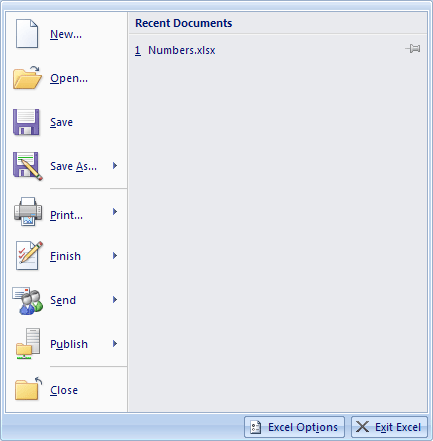 New...
Open...
Save
Save As...
Print...
Finish
Send
Publish
Close
Recent Documents
1 Numbers.xlsx
Excel Options
Exit Excel